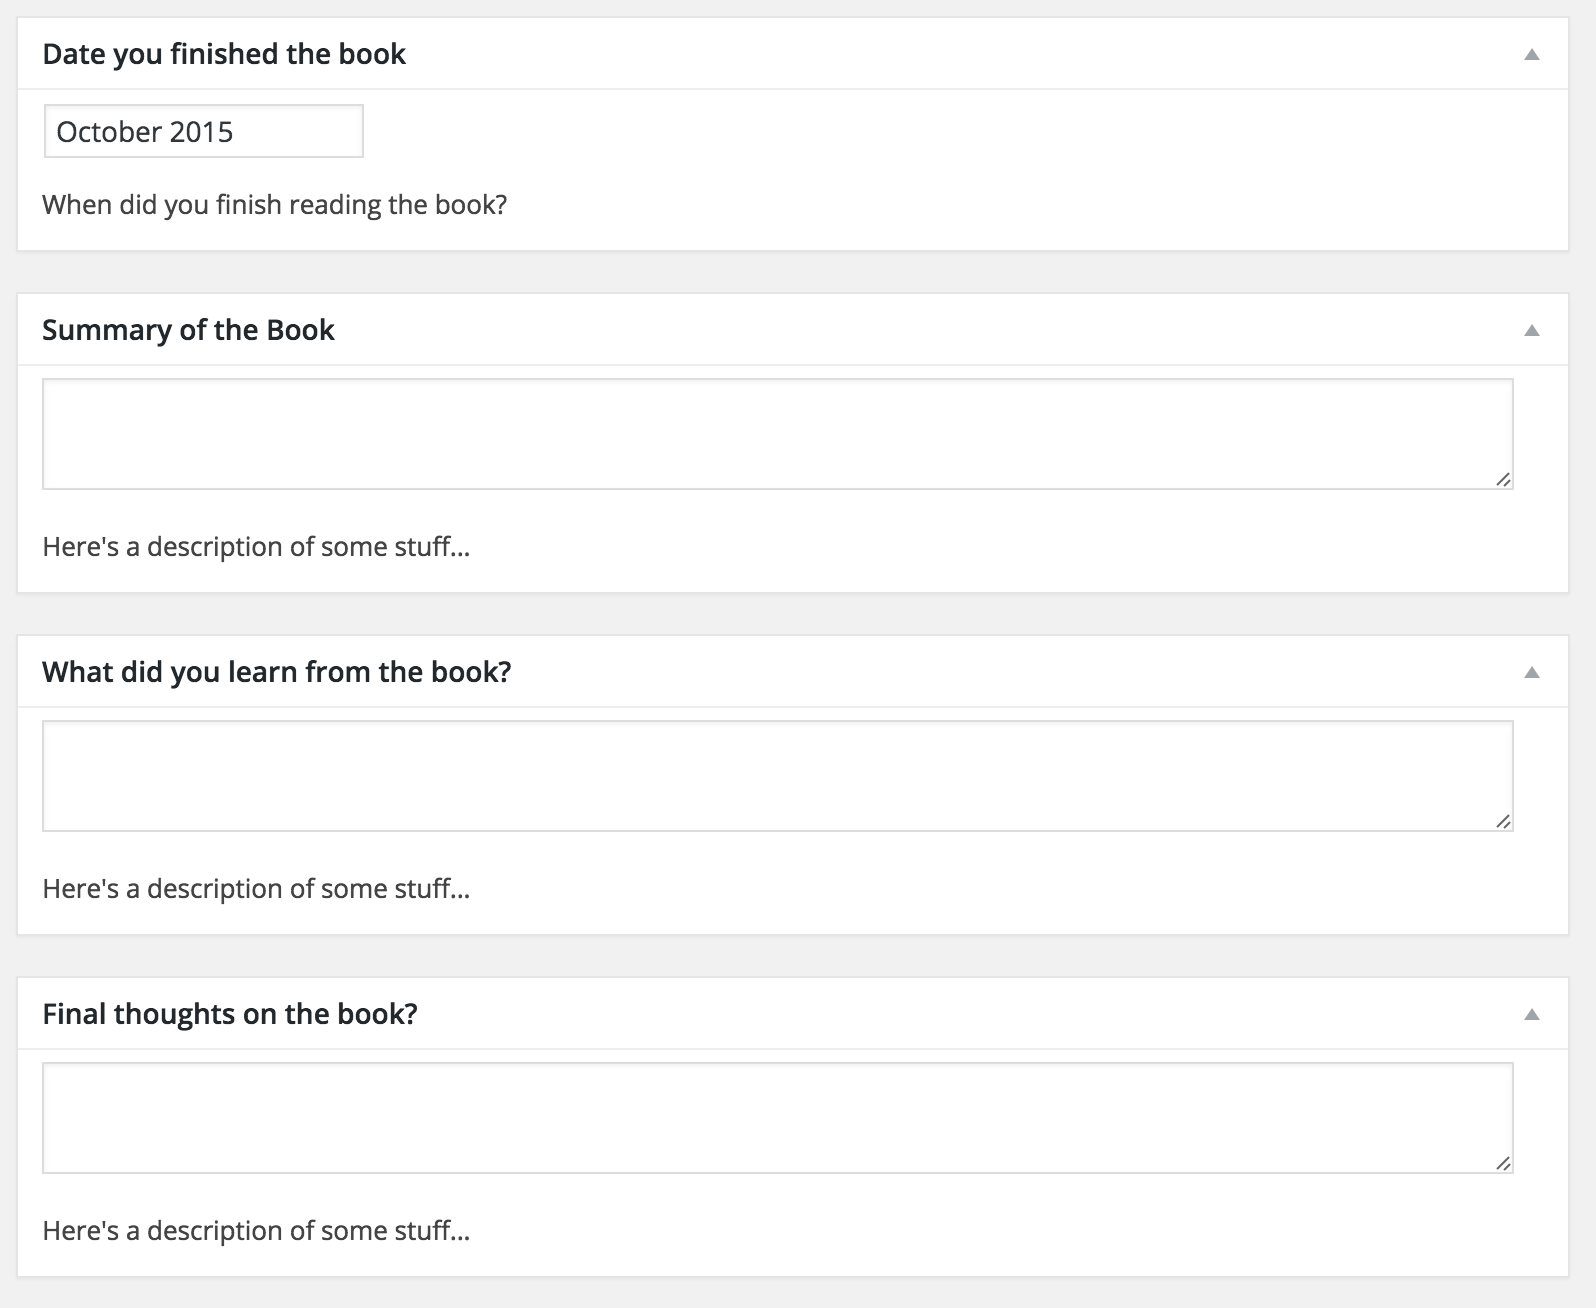 Date you finished the book
October 2015
When did you finish reading the book?
Summary of the Book
Here's a description of some stuff...
What did you learn from the book?
Here's a description of some stuff...
Final thoughts on the book?
Here's a description of some stuff...